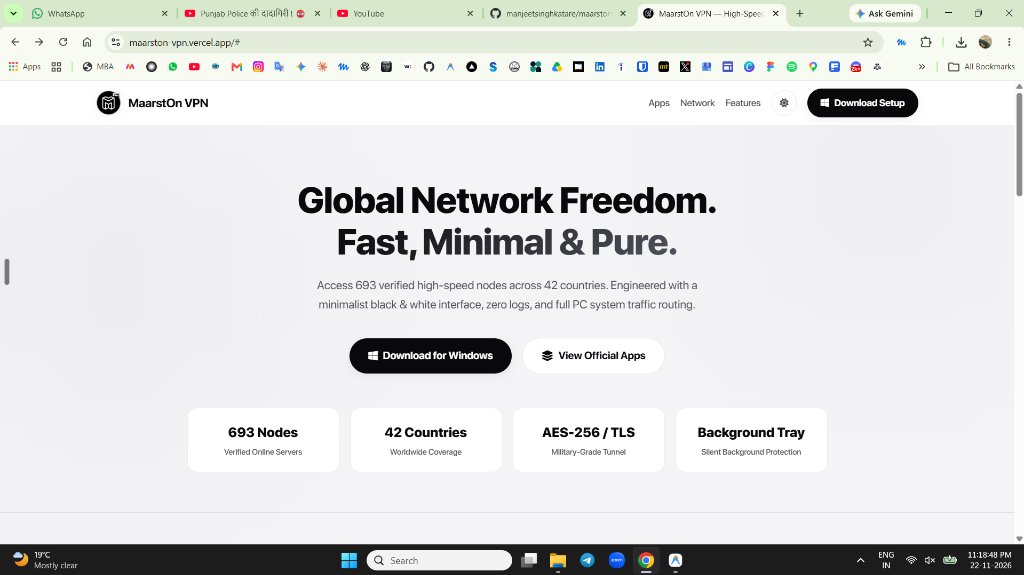 WhatsApp
Punjab Police की दादागिरी !
YouTube
manjeetsinghkatare/maarston
MaarstOn VPN — High-Speed
Ask Gemini
maarston-vpn.vercel.app/#
Apps
MBA
All Bookmarks
MaarstOn VPN
Apps
Network
Features
Download Setup
Global Network Freedom.
Fast, Minimal & Pure.
Access 693 verified high-speed nodes across 42 countries. Engineered with a
minimalist black & white interface, zero logs, and full PC system traffic routing.
Download for Windows
View Official Apps
693 Nodes
Verified Online Servers
42 Countries
Worldwide Coverage
AES-256 / TLS
Military-Grade Tunnel
Background Tray
Silent Background Protection
19°C
Mostly clear
Search
ENG
IN
11:18:48 PM
22-11-2026